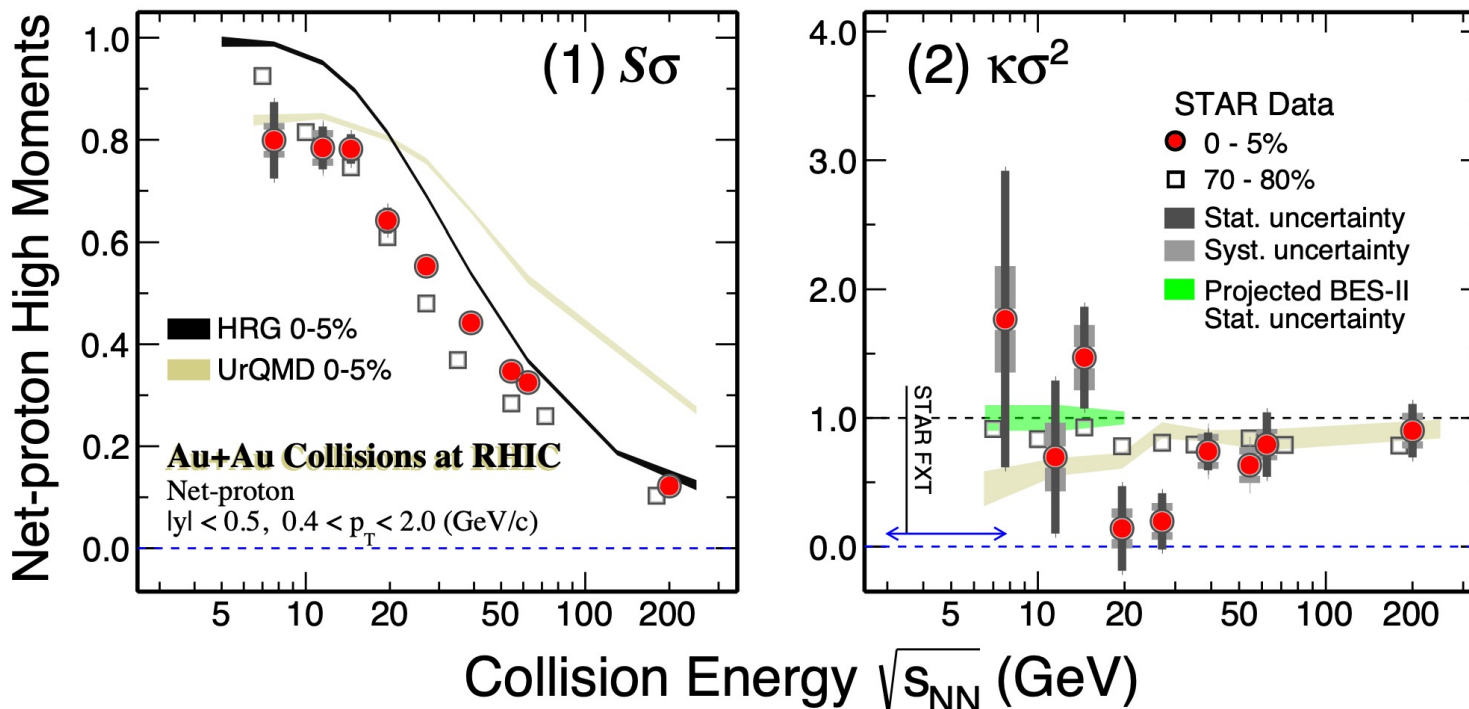 Net-proton High Moments
1.0
0.8
0.6
0.4
0.2
0.0
(1) Sσ
HRG 0-5%
UrQMD 0-5%
Au+Au Collisions at RHIC
Net-proton
|y| < 0.5, 0.4 < p_T < 2.0 (GeV/c)
5 10 20 50 100 200
4.0
3.0
2.0
1.0
0.0
(2) κσ²
STAR Data
0 - 5%
70 - 80%
Stat. uncertainty
Syst. uncertainty
Projected BES-II
Stat. uncertainty
STAR FXT
5 10 20 50 100 200
Collision Energy √s_NN (GeV)